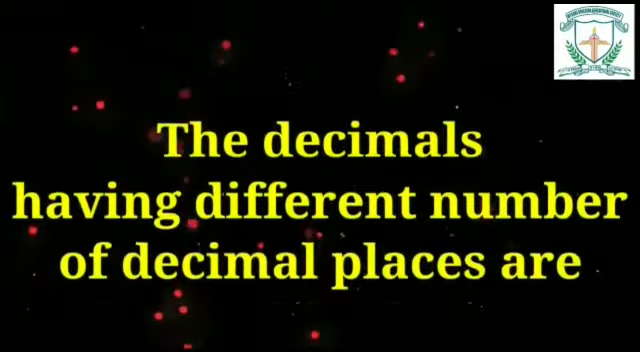 The decimals
having different number
of decimal places are